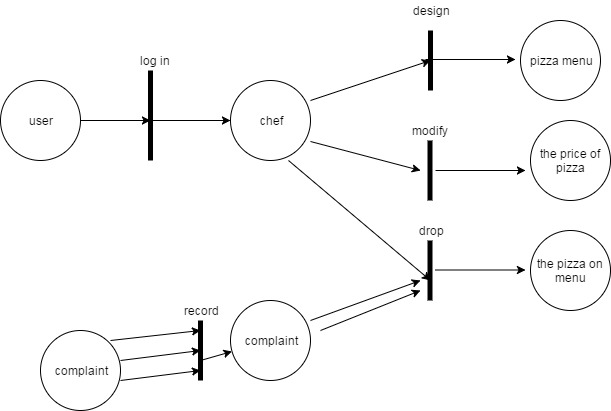 design
log in
pizza menu
user
chef
modify
the price of
pizza
drop
the pizza on
menu
record
complaint
complaint